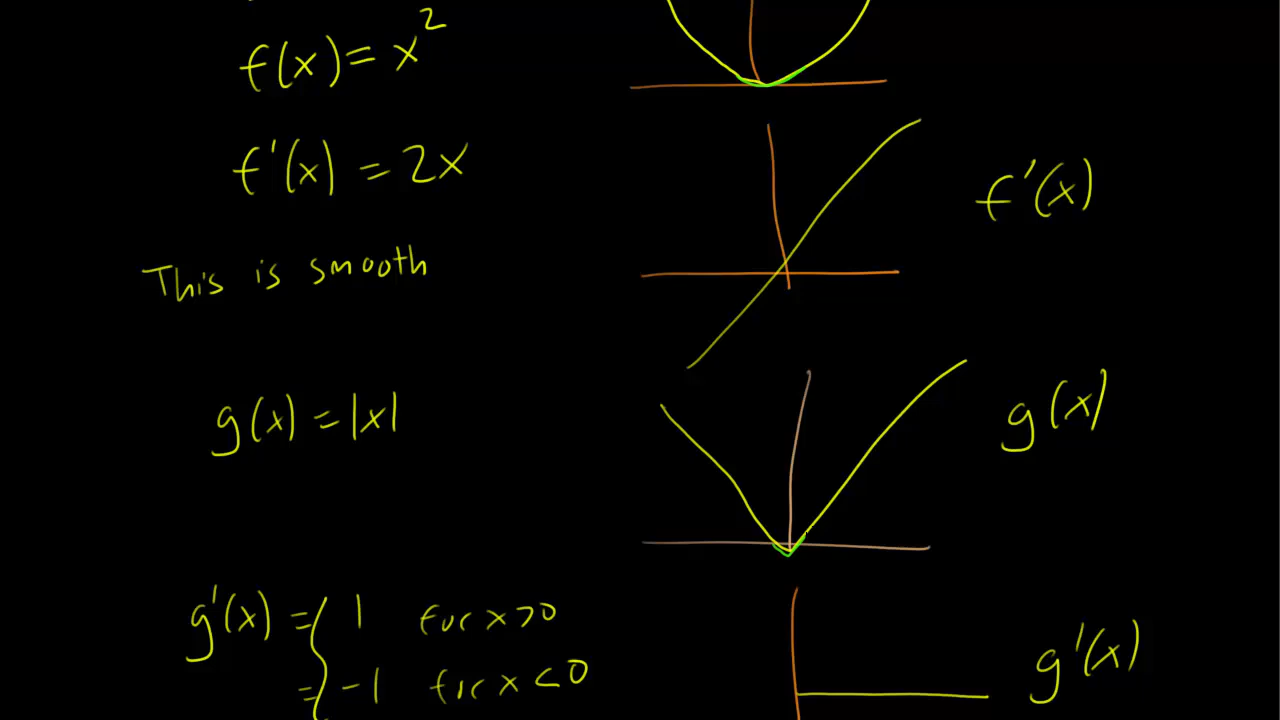 f(x) = x²
f'(x) = 2x
f'(x)
This is smooth
g(x) = |x|
g(x)
g'(x) = { 1 for x>0
= -1 for x<0
g'(x)